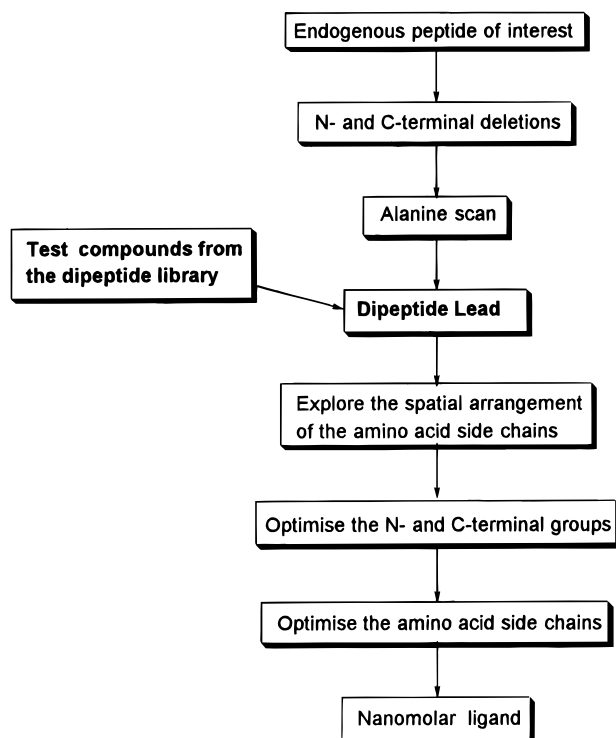 Endogenous peptide of interest
N- and C-terminal deletions
Alanine scan
Test compounds from
the dipeptide library
Dipeptide Lead
Explore the spatial arrangement
of the amino acid side chains
Optimise the N- and C-terminal groups
Optimise the amino acid side chains
Nanomolar ligand